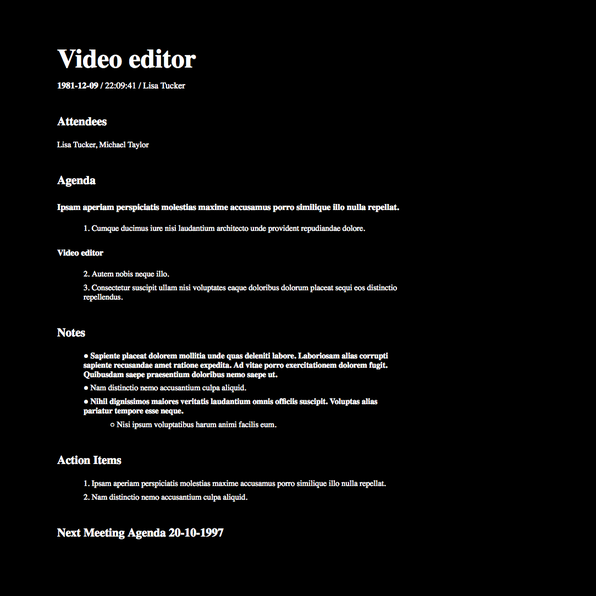 Video editor
1981-12-09 / 22:09:41 / Lisa Tucker
Attendees
Lisa Tucker, Michael Taylor
Agenda
Ipsam aperiam perspiciatis molestias maxime accusamus porro similique illo nulla repellat.
1. Cumque ducimus iure nisi laudantium architecto unde provident repudiandae dolore.
Video editor
2. Autem nobis neque illo.
3. Consectetur suscipit ullam nisi voluptates eaque doloribus dolorum placeat sequi eos distinctio
repellendus.
Notes
● Sapiente placeat dolorem mollitia unde quas deleniti labore. Laboriosam alias corrupti
sapiente recusandae amet ratione expedita. Ad vitae porro exercitationem dolorem fugit.
Quibusdam saepe praesentium doloribus nemo saepe ut.
● Nam distinctio nemo accusantium culpa aliquid.
● Nihil dignissimos maiores veritatis laudantium omnis officiis suscipit. Voluptas alias
pariatur tempore esse neque.
○ Nisi ipsum voluptatibus harum animi facilis eum.
Action Items
1. Ipsam aperiam perspiciatis molestias maxime accusamus porro similique illo nulla repellat.
2. Nam distinctio nemo accusantium culpa aliquid.
Next Meeting Agenda 20-10-1997